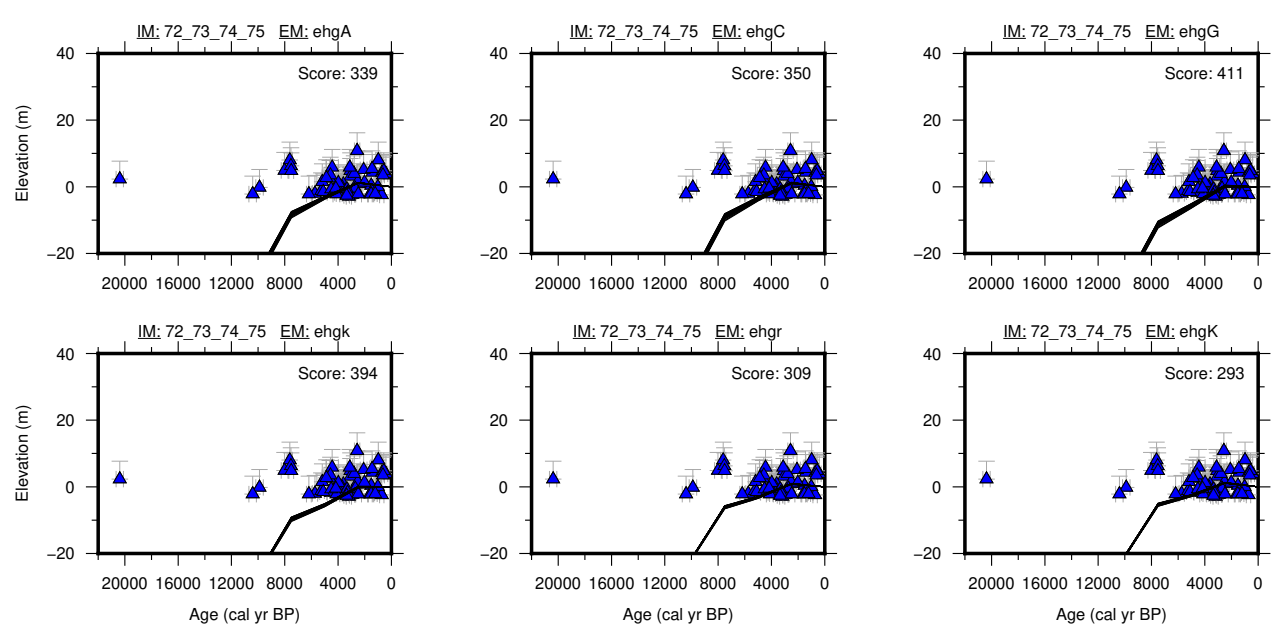 IM: 72_73_74_75 EM: ehgA
IM: 72_73_74_75 EM: ehgC
IM: 72_73_74_75 EM: ehgG
Score: 339
Score: 350
Score: 411
Elevation (m)
40
20
0
−20
40
20
0
−20
40
20
0
−20
20000 16000 12000 8000 4000 0
20000 16000 12000 8000 4000 0
20000 16000 12000 8000 4000 0
IM: 72_73_74_75 EM: ehgk
IM: 72_73_74_75 EM: ehgr
IM: 72_73_74_75 EM: ehgK
Score: 394
Score: 309
Score: 293
Elevation (m)
40
20
0
−20
40
20
0
−20
40
20
0
−20
20000 16000 12000 8000 4000 0
20000 16000 12000 8000 4000 0
20000 16000 12000 8000 4000 0
Age (cal yr BP)
Age (cal yr BP)
Age (cal yr BP)